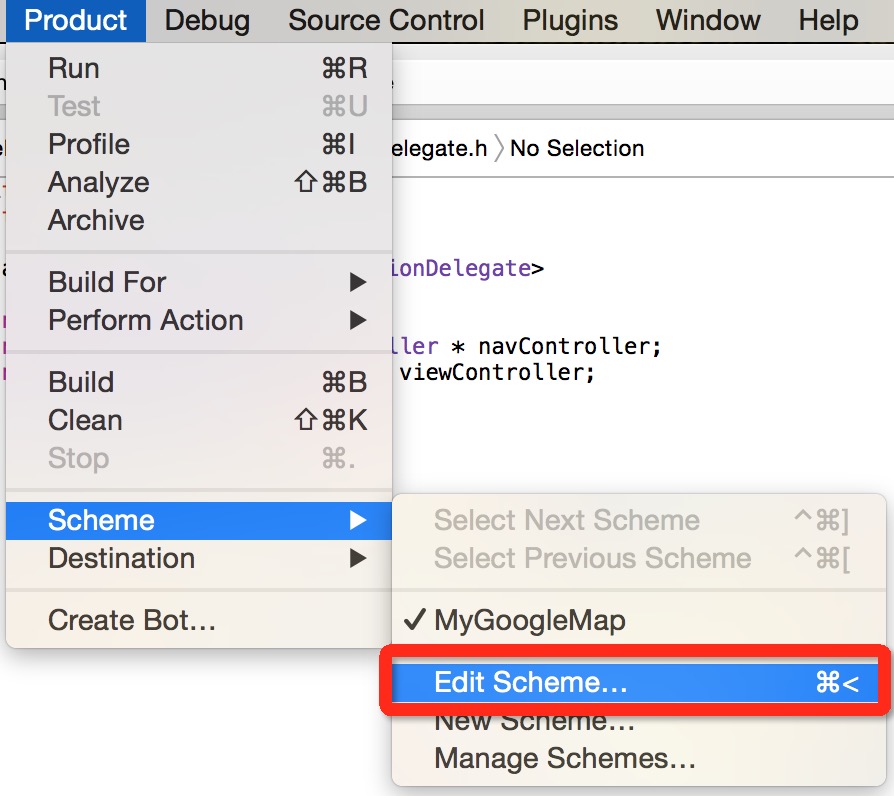 Product Debug Source Control Plugins Window Help
Run ⌘R
Test ⌘U
Profile ⌘I
Analyze ⇧⌘B
Archive
elegate.h 〉No Selection
ionDelegate>
Build For ▶
Perform Action ▶
ller * navController;
viewController;
Build ⌘B
Clean ⇧⌘K
Stop ⌘.
Scheme ▶
Destination ▶
Create Bot…
Select Next Scheme ^⌘]
Select Previous Scheme ^⌘[
✓ MyGoogleMap
Edit Scheme… ⌘<
New Scheme…
Manage Schemes…